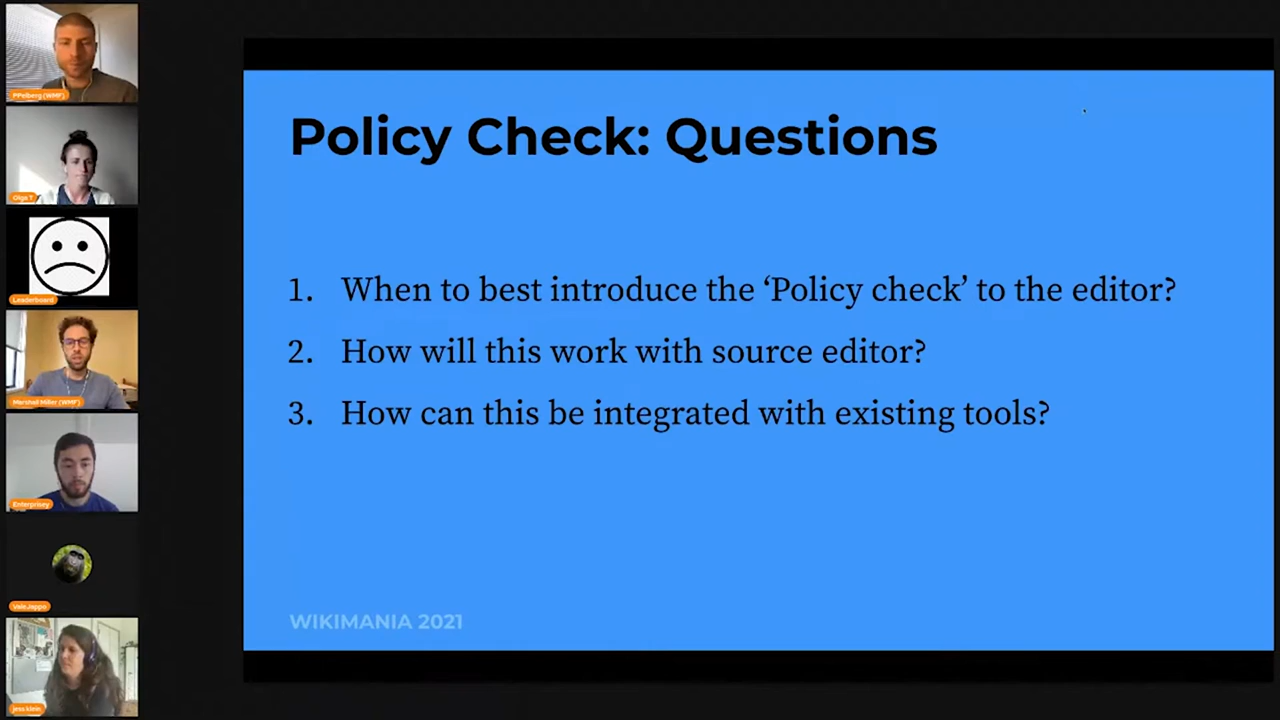 PPelberg (WMF)
Olga T
Leaderboard
Marshall Miller (WMF)
Enterprisey
ValeJappo
jess klein
Policy Check: Questions
1. When to best introduce the ‘Policy check’ to the editor?
2. How will this work with source editor?
3. How can this be integrated with existing tools?
WIKIMANIA 2021